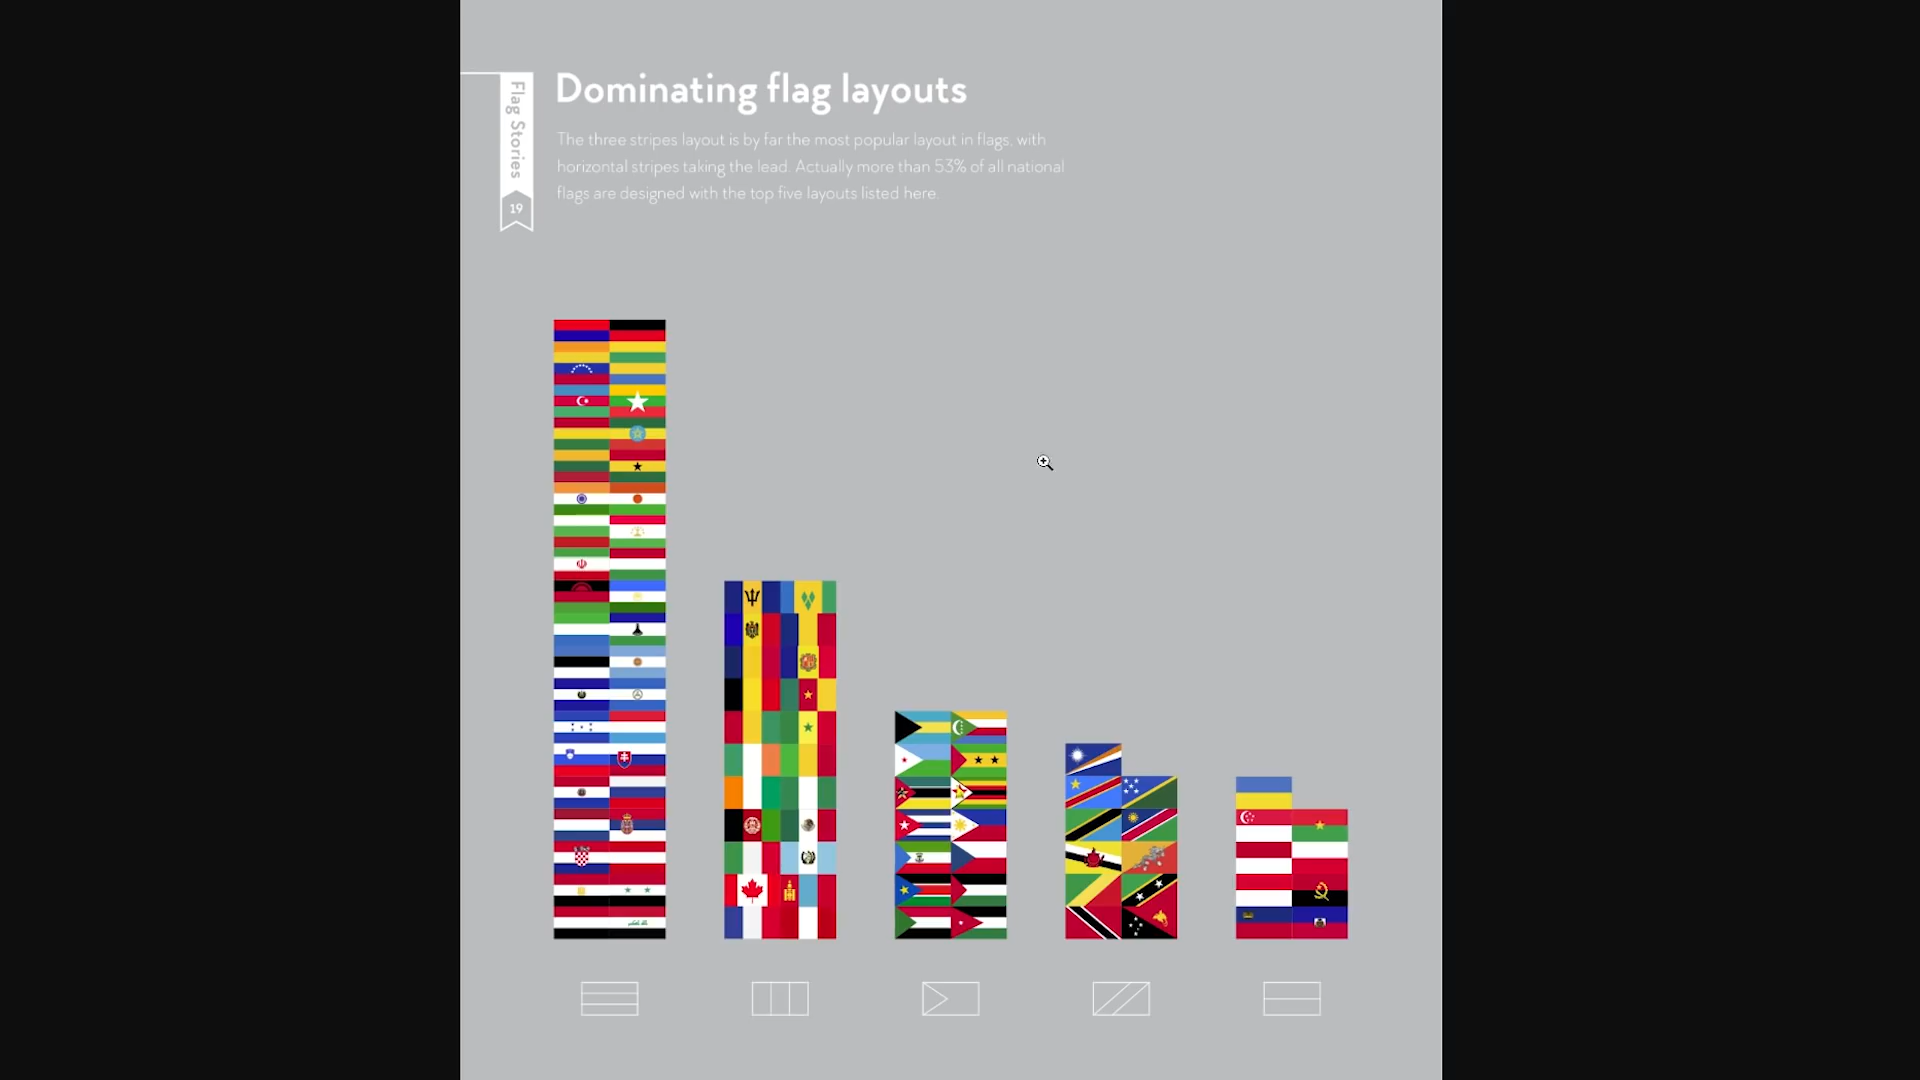 Flag Stories
19
Dominating flag layouts
The three stripes layout is by far the most popular layout in flags, with
horizontal stripes taking the lead. Actually more than 53% of all national
flags are designed with the top five layouts listed here.